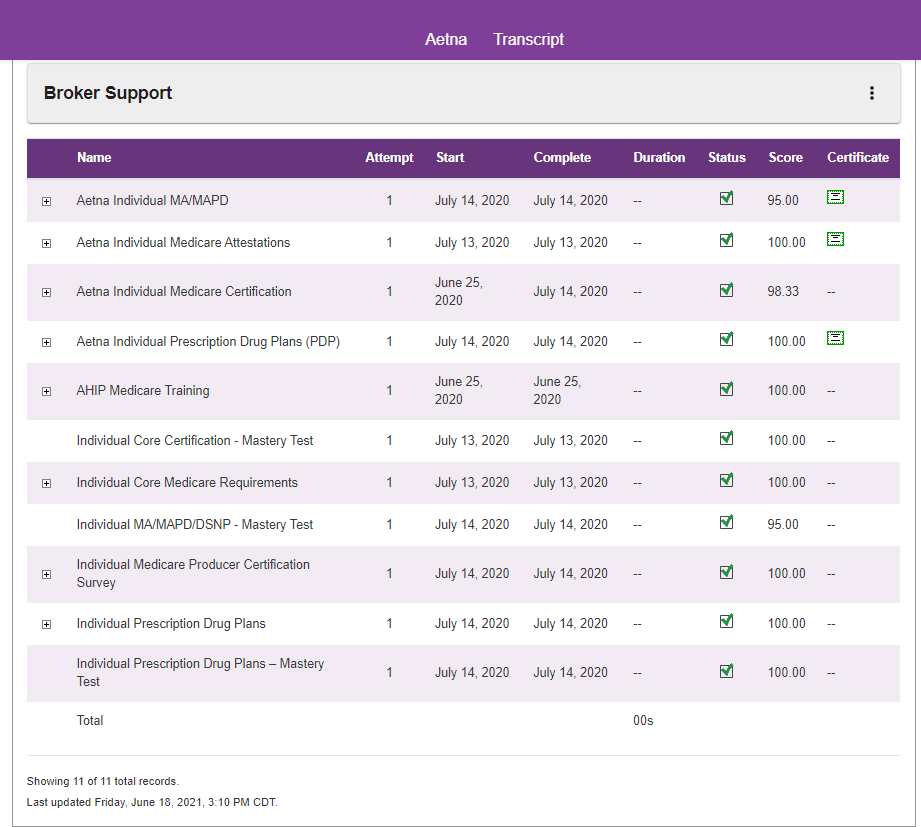 Aetna Transcript
Broker Support
Name Attempt Start Complete Duration Status Score Certificate
Aetna Individual MA/MAPD 1 July 14, 2020 July 14, 2020 -- 95.00
Aetna Individual Medicare Attestations 1 July 13, 2020 July 13, 2020 -- 100.00
Aetna Individual Medicare Certification 1 June 25, 2020 July 14, 2020 -- 98.33 --
Aetna Individual Prescription Drug Plans (PDP) 1 July 14, 2020 July 14, 2020 -- 100.00
AHIP Medicare Training 1 June 25, 2020 June 25, 2020 -- 100.00 --
Individual Core Certification - Mastery Test 1 July 13, 2020 July 13, 2020 -- 100.00 --
Individual Core Medicare Requirements 1 July 13, 2020 July 13, 2020 -- 100.00 --
Individual MA/MAPD/DSNP - Mastery Test 1 July 14, 2020 July 14, 2020 -- 95.00 --
Individual Medicare Producer Certification Survey 1 July 14, 2020 July 14, 2020 -- 100.00 --
Individual Prescription Drug Plans 1 July 14, 2020 July 14, 2020 -- 100.00 --
Individual Prescription Drug Plans – Mastery Test 1 July 14, 2020 July 14, 2020 -- 100.00 --
Total 00s
Showing 11 of 11 total records.
Last updated Friday, June 18, 2021, 3:10 PM CDT.